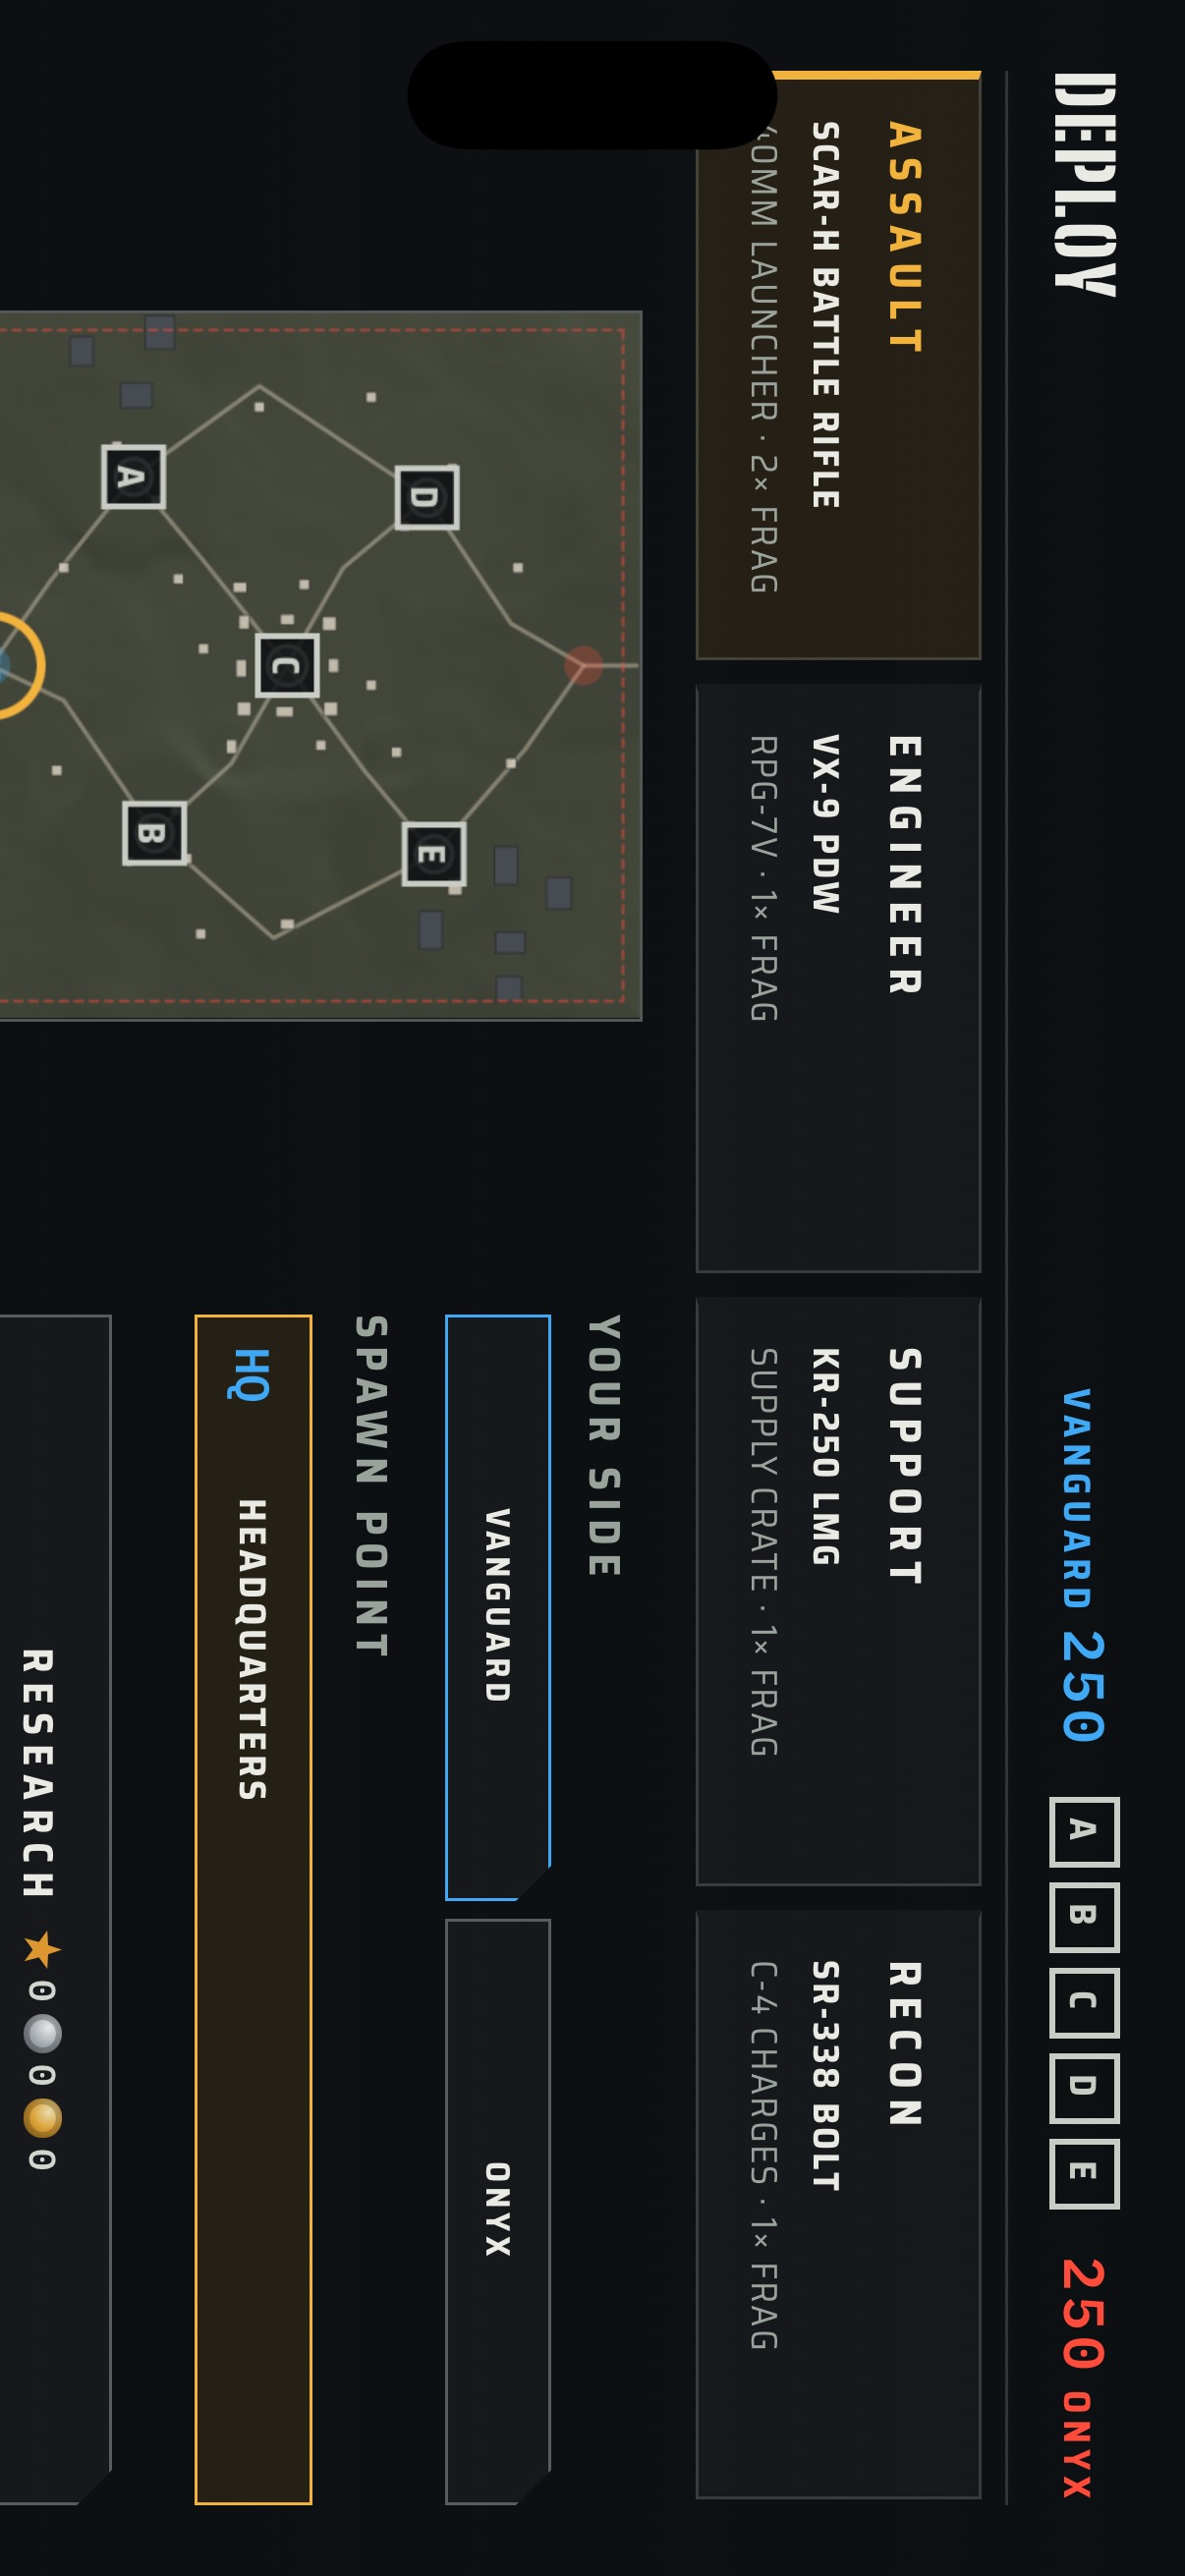 DEPLOY
VANGUARD 250 A B C D E 250 ONYX
ASSAULT
SCAR-H BATTLE RIFLE
LAUNCHER · 2× FRAG
ENGINEER
VX-9 PDW
RPG-7V · 1× FRAG
SUPPORT
KR-250 LMG
SUPPLY CRATE · 1× FRAG
RECON
SR-338 BOLT
C-4 CHARGES · 1× FRAG
D
E
C
A
B
YOUR SIDE
VANGUARD
ONYX
SPAWN POINT
HQ HEADQUARTERS
RESEARCH ★ 0 0 0